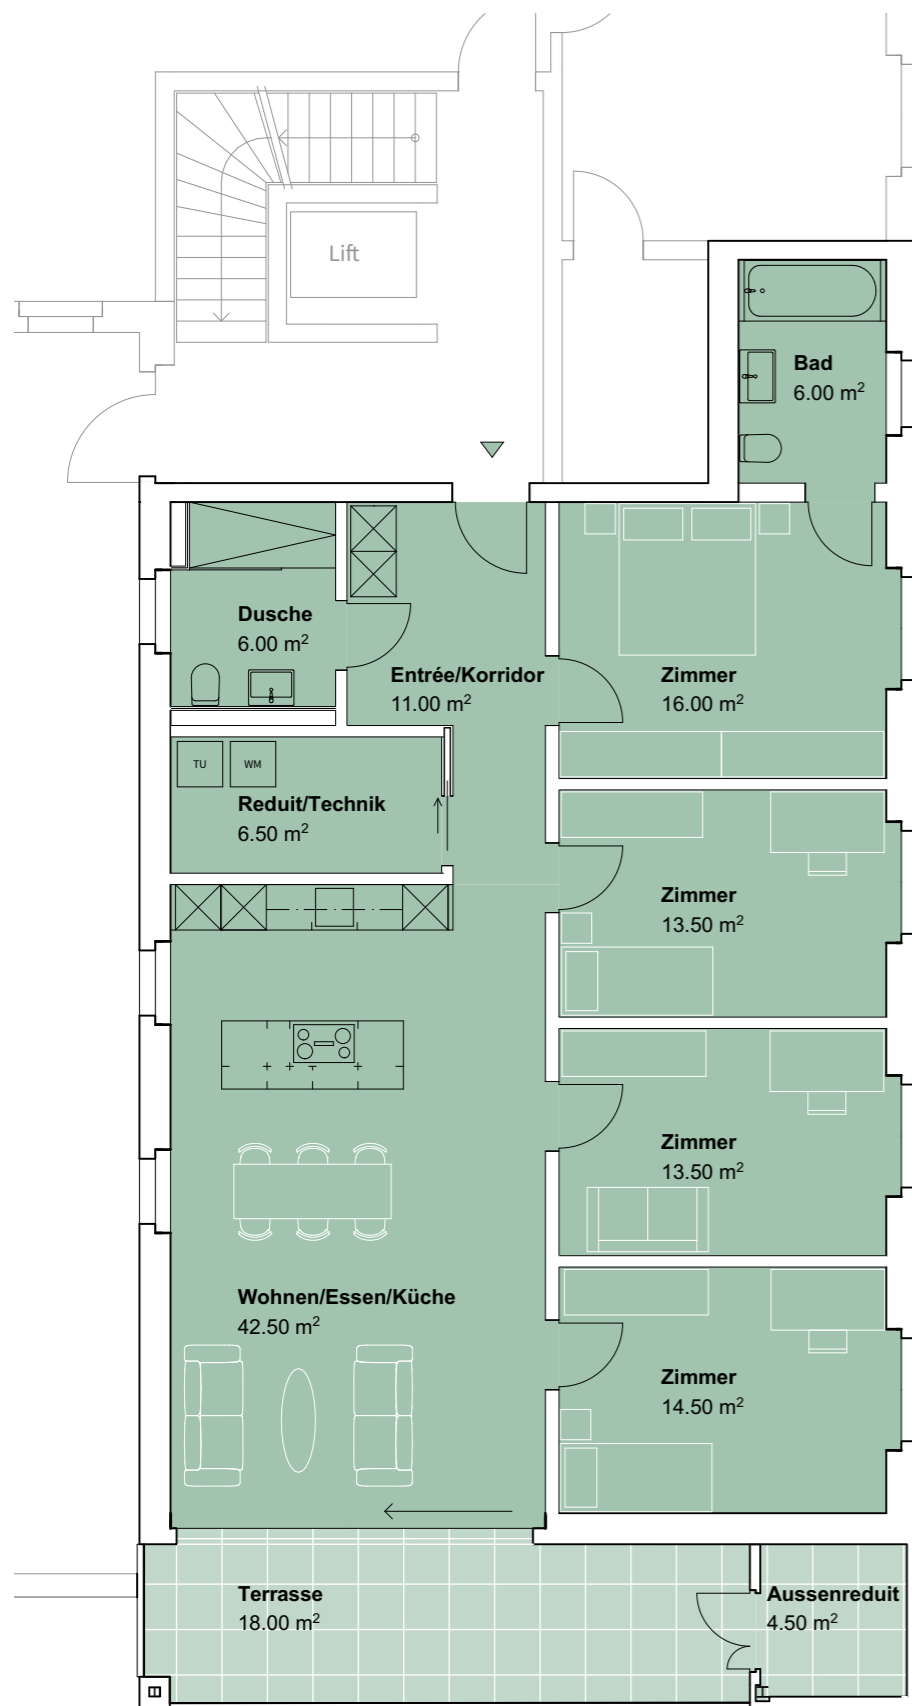 Lift
Bad
6.00 m²
Dusche
6.00 m²
Entrée/Korridor
11.00 m²
Zimmer
16.00 m²
TU
WM
Reduit/Technik
6.50 m²
Zimmer
13.50 m²
Zimmer
13.50 m²
Wohnen/Essen/Küche
42.50 m²
Zimmer
14.50 m²
Terrasse
18.00 m²
Aussenreduit
4.50 m²